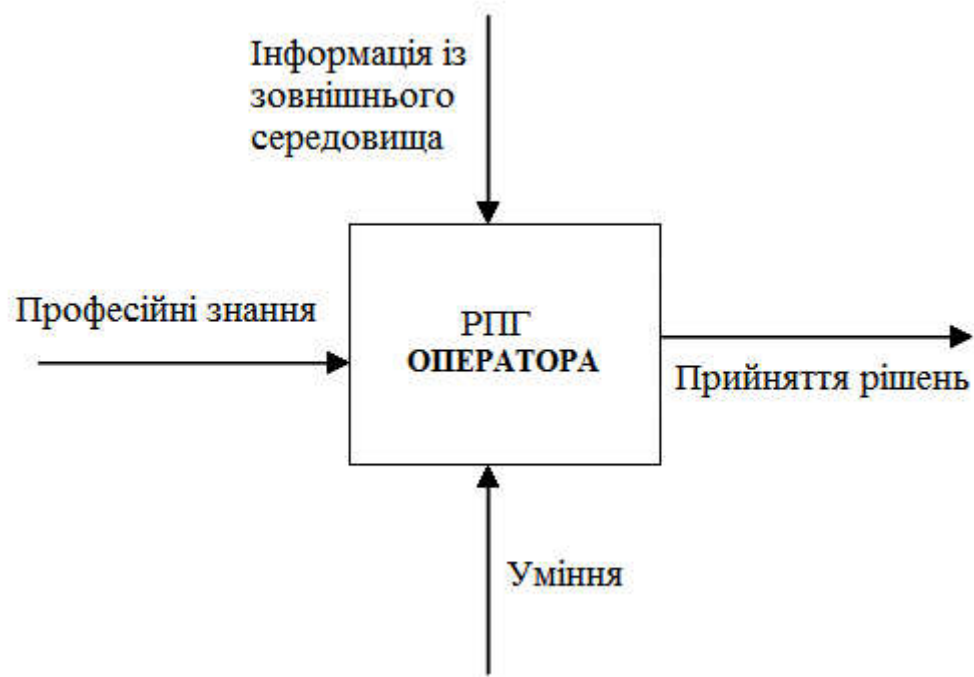 Інформація із
зовнішнього
середовища
Професійні знання
РПГ
ОПЕРАТОРА
Прийняття рішень
Уміння